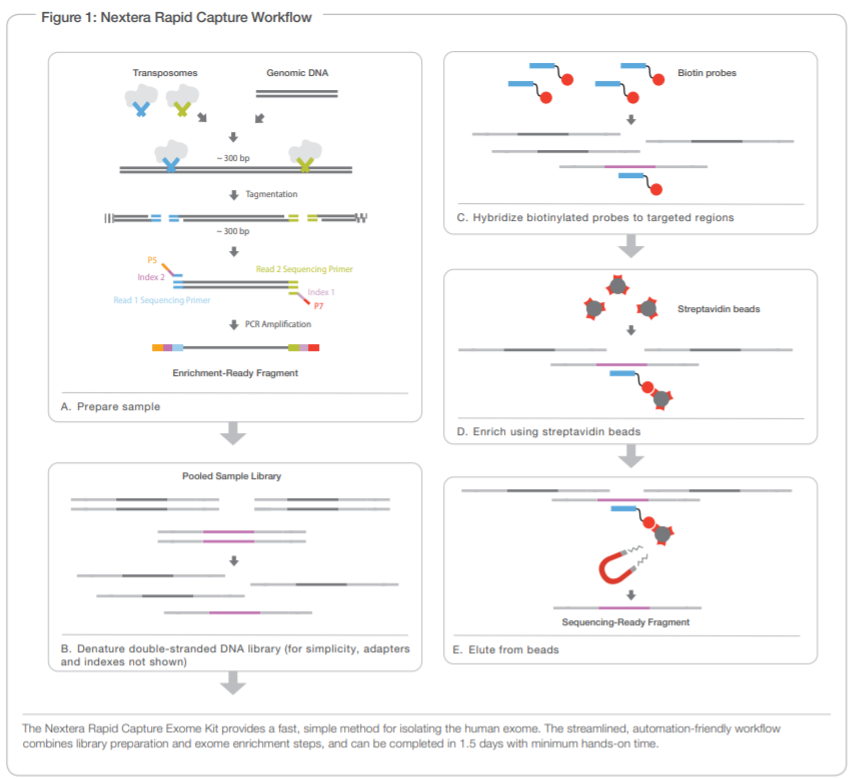 Figure 1: Nextera Rapid Capture Workflow
Transposomes
Genomic DNA
~ 300 bp
Tagmentation
~ 300 bp
P5
Index 2
Read 2 Sequencing Primer
Read 1 Sequencing Primer
Index 1
P7
PCR Amplification
Enrichment-Ready Fragment
A. Prepare sample
Pooled Sample Library
B. Denature double-stranded DNA library (for simplicity, adapters
and indexes not shown)
Biotin probes
C. Hybridize biotinylated probes to targeted regions
Streptavidin beads
D. Enrich using streptavidin beads
Sequencing-Ready Fragment
E. Elute from beads
The Nextera Rapid Capture Exome Kit provides a fast, simple method for isolating the human exome. The streamlined, automation-friendly workflow
combines library preparation and exome enrichment steps, and can be completed in 1.5 days with minimum hands-on time.